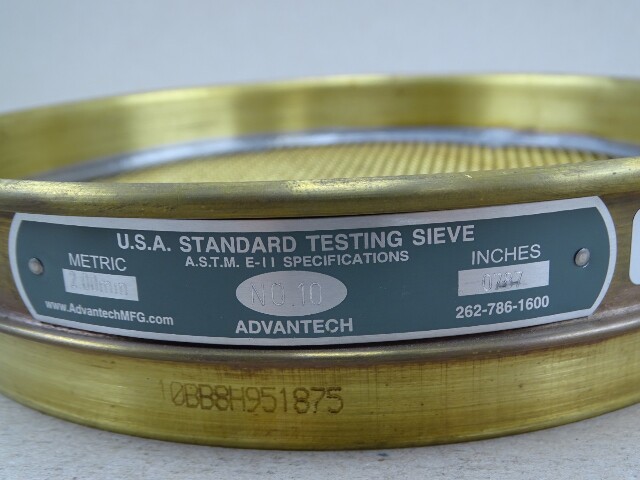 U.S.A. STANDARD TESTING SIEVE
A.S.T.M. E-11 SPECIFICATIONS
METRIC
2.00mm
NO.10
INCHES
www.AdvantechMFG.com
ADVANTECH
262-786-1600
10BB8H951875